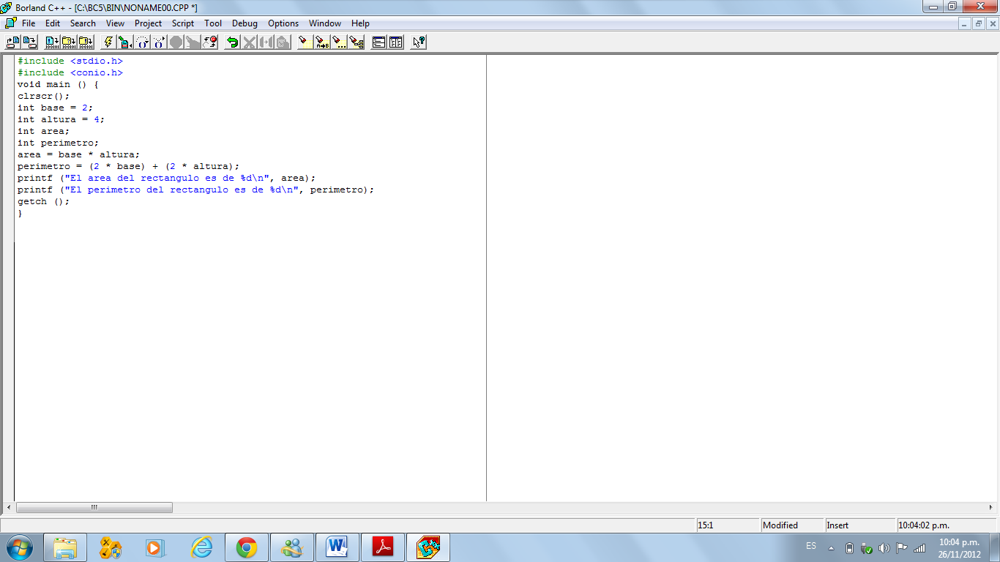 Borland C++ - [C:\BC5\BIN\NONAME00.CPP *]
File Edit Search View Project Script Tool Debug Options Window Help
#include <stdio.h>
#include <conio.h>
void main () {
clrscr();
int base = 2;
int altura = 4;
int area;
int perimetro;
area = base * altura;
perimetro = (2 * base) + (2 * altura);
printf ("El area del rectangulo es de %d\n", area);
printf ("El perimetro del rectangulo es de %d\n", perimetro);
getch ();
}
15:1 Modified Insert 10:04:02 p.m.
ES 10:04 p.m.
26/11/2012